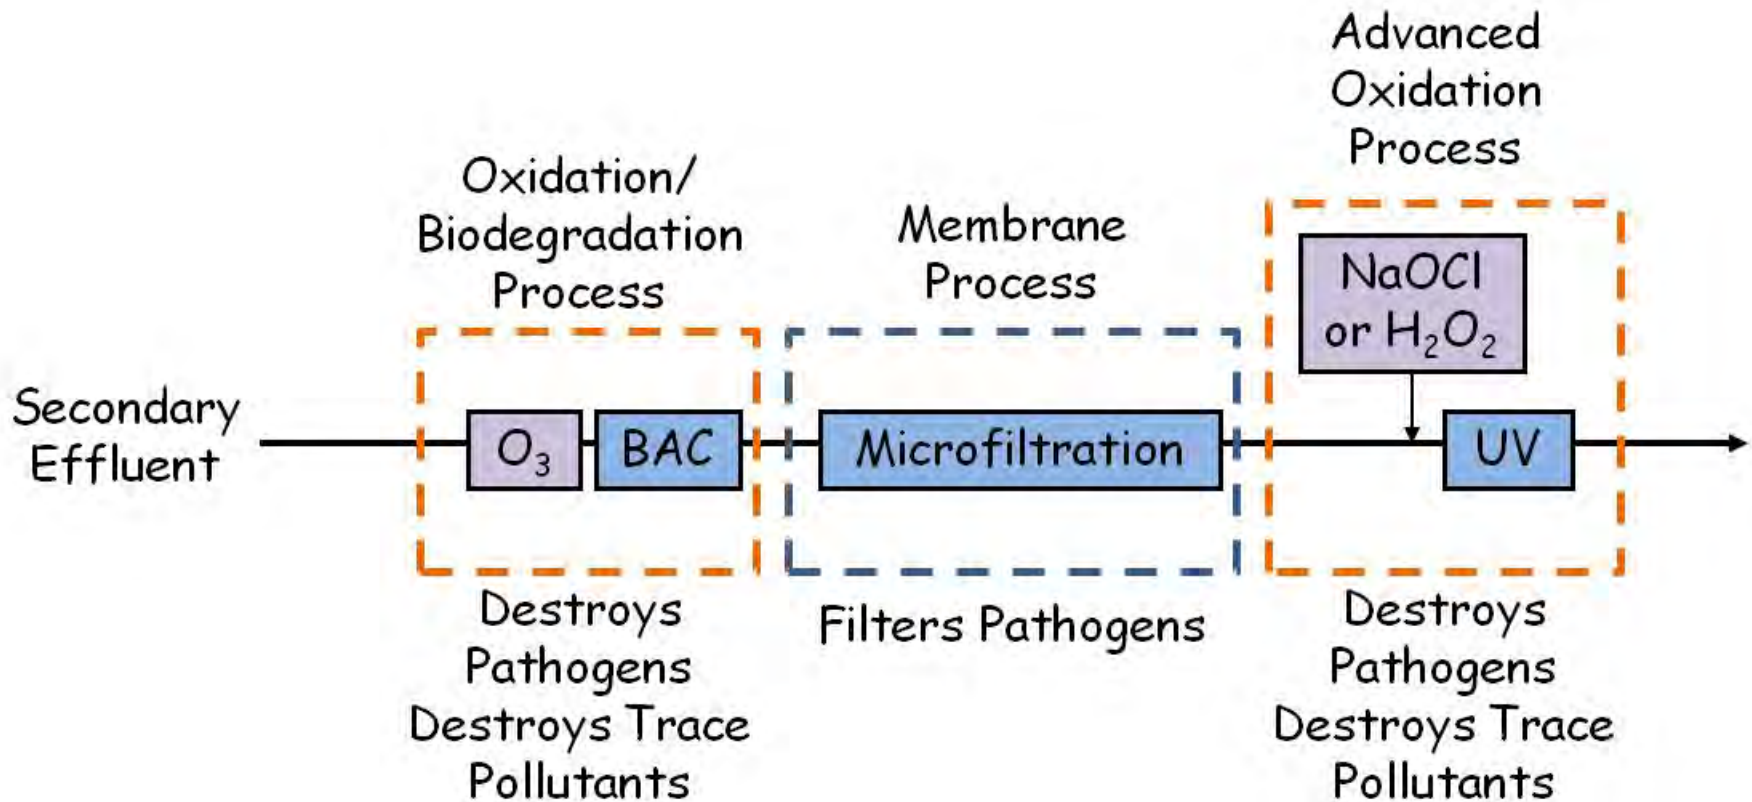 Secondary
Effluent
Oxidation/
Biodegradation
Process
O₃
BAC
Destroys
Pathogens
Destroys Trace
Pollutants
Membrane
Process
Microfiltration
Filters Pathogens
Advanced
Oxidation
Process
NaOCl
or H₂O₂
UV
Destroys
Pathogens
Destroys Trace
Pollutants